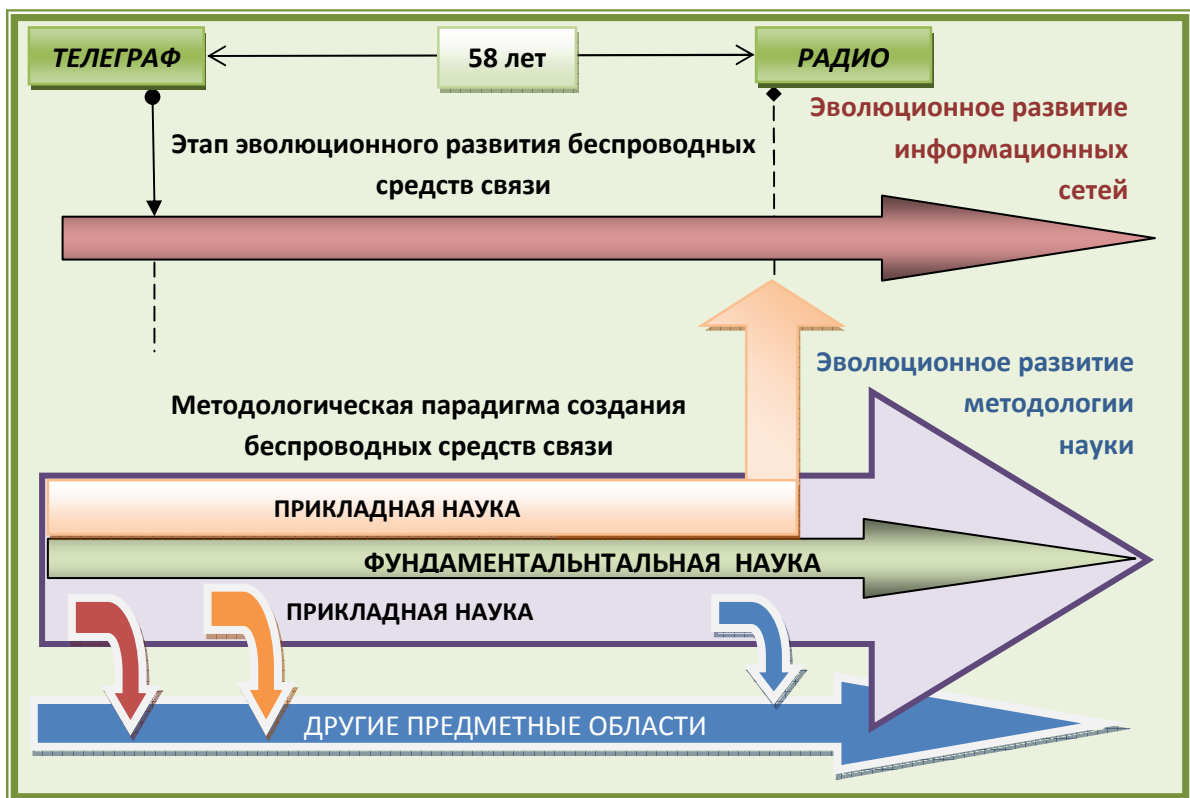 ТЕЛЕГРАФ
58 лет
РАДИО
Эволюционное развитие
информационных
сетей
Этап эволюционного развития беспроводных
средств связи
Эволюционное развитие
методологии
науки
Методологическая парадигма создания
беспроводных средств связи
ПРИКЛАДНАЯ НАУКА
ФУНДАМЕНТАЛЬНТАЛЬНАЯ НАУКА
ПРИКЛАДНАЯ НАУКА
ДРУГИЕ ПРЕДМЕТНЫЕ ОБЛАСТИ